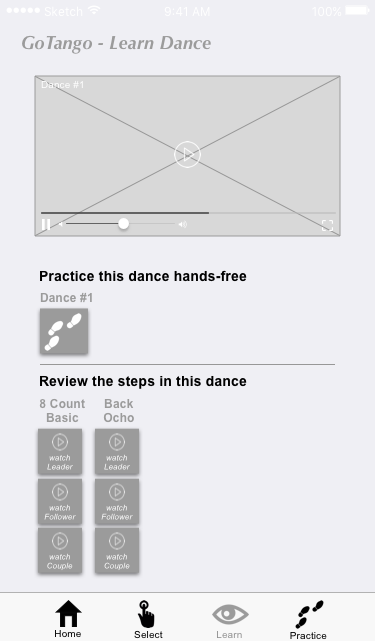 Sketch 9:41 AM 100%
GoTango - Learn Dance
Dance #1
Practice this dance hands-free
Dance #1
Review the steps in this dance
8 Count Back
Basic Ocho
watch watch
Leader Leader
watch watch
Follower Follower
watch watch
Couple Couple
Home Select Learn Practice